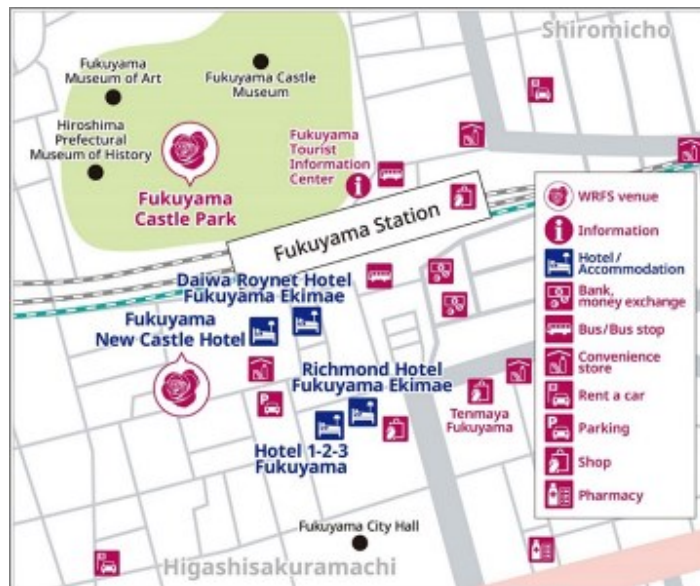 Shiromicho
Fukuyama
Museum of Art
Fukuyama Castle
Museum
Hiroshima
Prefectural
Museum of History
Fukuyama
Tourist
Information
Center
Fukuyama
Castle Park
Fukuyama Station
WRFS venue
Information
Hotel /
Accommodation
Bank,
money exchange
Bus/Bus stop
Convenience
store
Rent a car
Parking
Shop
Pharmacy
Daiwa Roynet Hotel
Fukuyama Ekimae
Fukuyama
New Castle Hotel
Richmond Hotel
Fukuyama Ekimae
Tenmaya
Fukuyama
Hotel 1-2-3
Fukuyama
Fukuyama City Hall
Higashisakuramachi